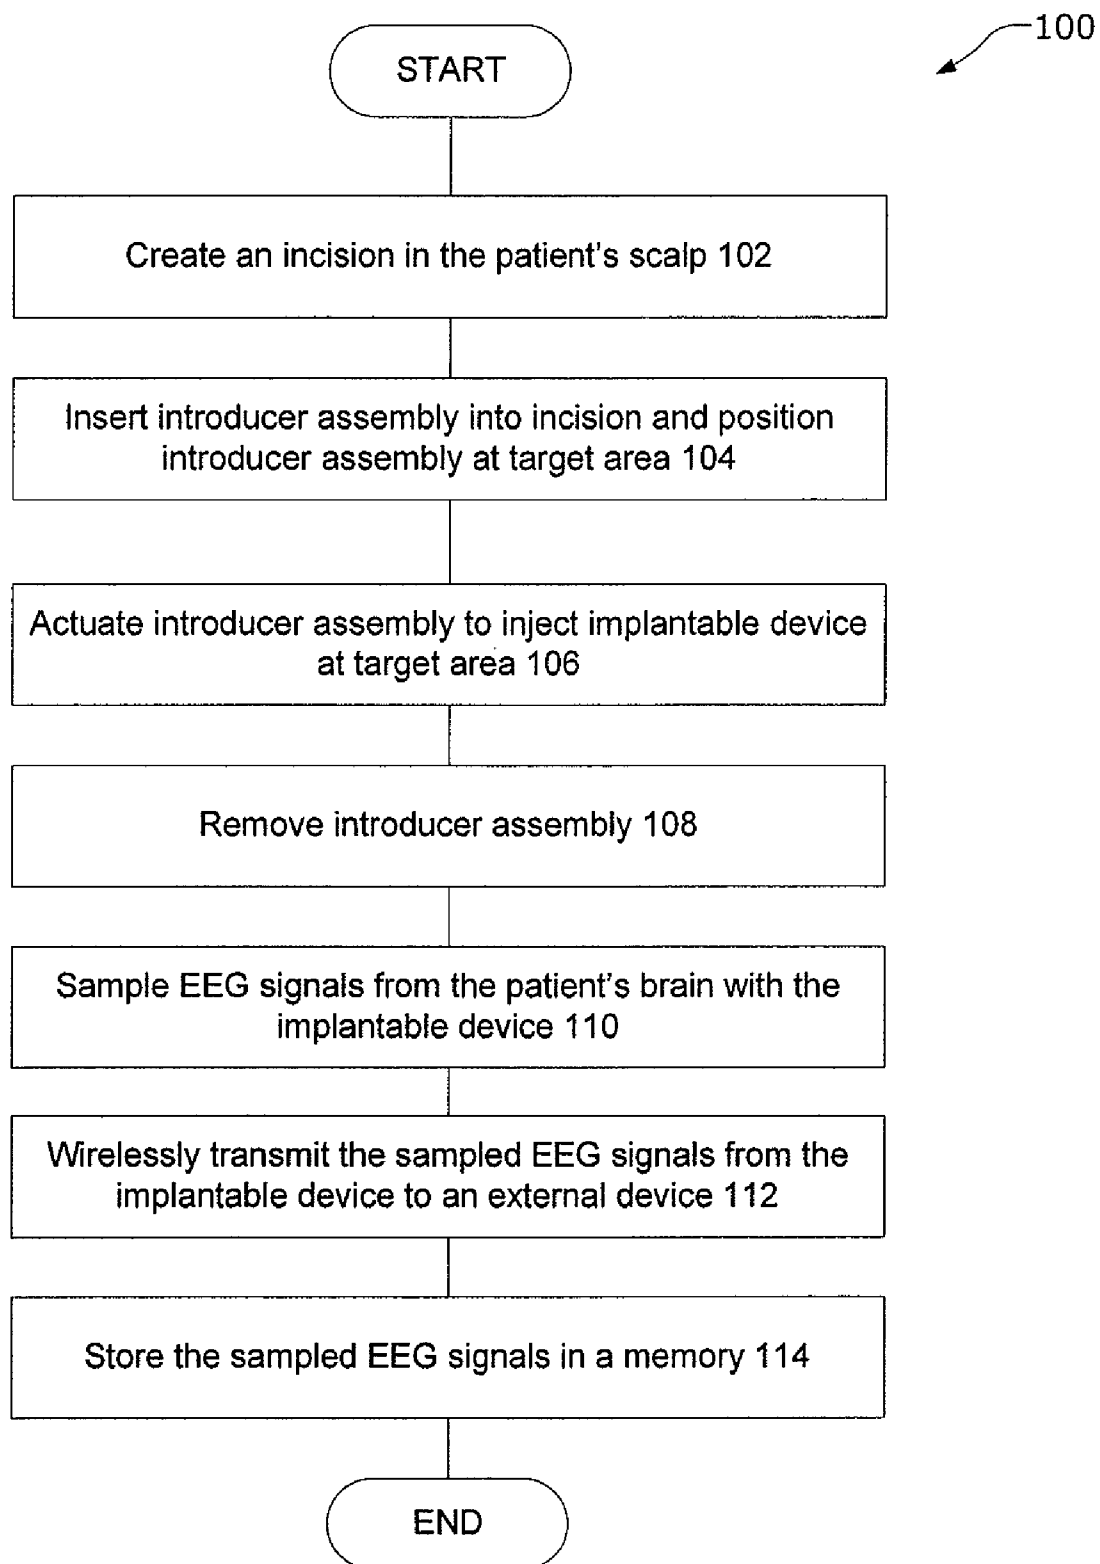 100
START
Create an incision in the patient's scalp 102
Insert introducer assembly into incision and position
introducer assembly at target area 104
Actuate introducer assembly to inject implantable device
at target area 106
Remove introducer assembly 108
Sample EEG signals from the patient's brain with the
implantable device 110
Wirelessly transmit the sampled EEG signals from the
implantable device to an external device 112
Store the sampled EEG signals in a memory 114
END